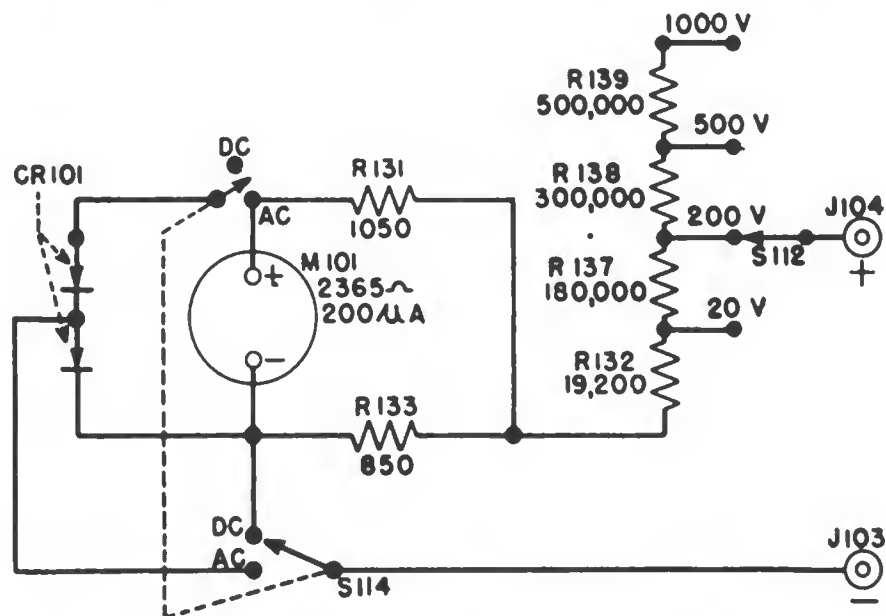 1000 V
R139
500,000
500 V
DC
R131
R138
300,000
CR101
AC
1050
200 V
J104
M101
+
2365~
S112
+
R137
180,000
200μA
20 V
-
R132
19,200
R133
850
DC
J103
AC
S114
-